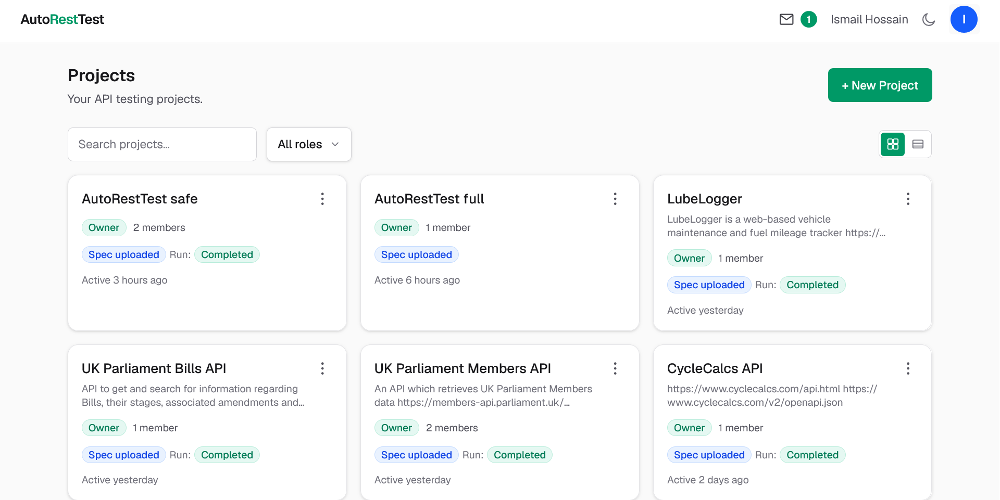 AutoRestTest
1
Ismail Hossain
I
Projects
Your API testing projects.
+ New Project
Search projects...
All roles
AutoRestTest safe
Owner 2 members
Spec uploaded Run: Completed
Active 3 hours ago
AutoRestTest full
Owner 1 member
Spec uploaded
Active 6 hours ago
LubeLogger
LubeLogger is a web-based vehicle
maintenance and fuel mileage tracker https://...
Owner 1 member
Spec uploaded Run: Completed
Active yesterday
UK Parliament Bills API
API to get and search for information regarding
Bills, their stages, associated amendments and...
Owner 1 member
Spec uploaded Run: Completed
Active yesterday
UK Parliament Members API
An API which retrieves UK Parliament Members
data https://members-api.parliament.uk/...
Owner 2 members
Spec uploaded Run: Completed
Active yesterday
CycleCalcs API
https://www.cyclecalcs.com/api.html https://
www.cyclecalcs.com/v2/openapi.json
Owner 1 member
Spec uploaded Run: Completed
Active 2 days ago